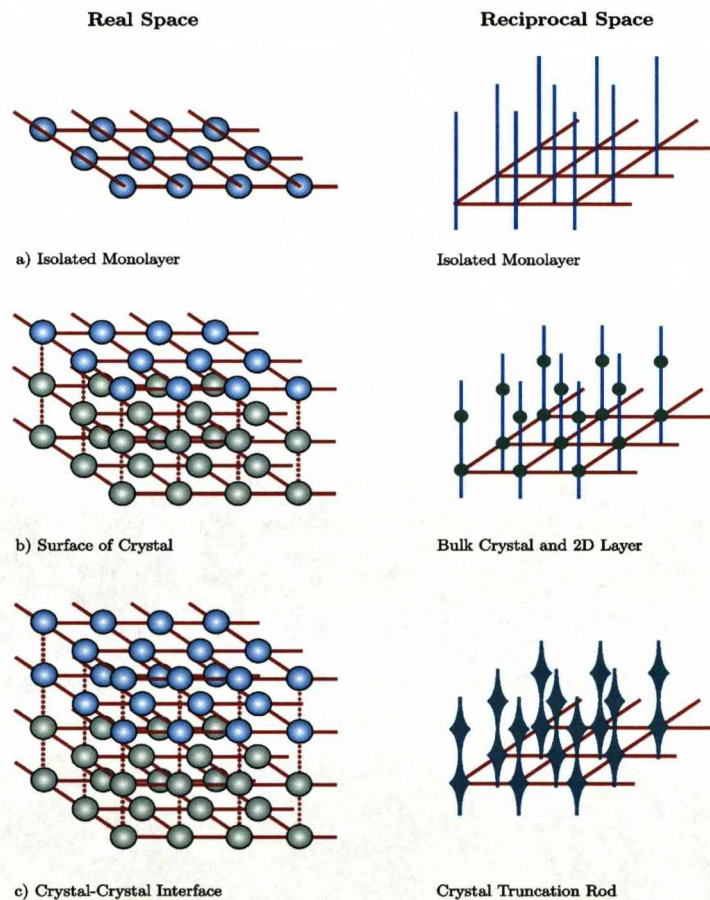 Real Space
Reciprocal Space
a) Isolated Monolayer
Isolated Monolayer
b) Surface of Crystal
Bulk Crystal and 2D Layer
c) Crystal-Crystal Interface
Crystal Truncation Rod